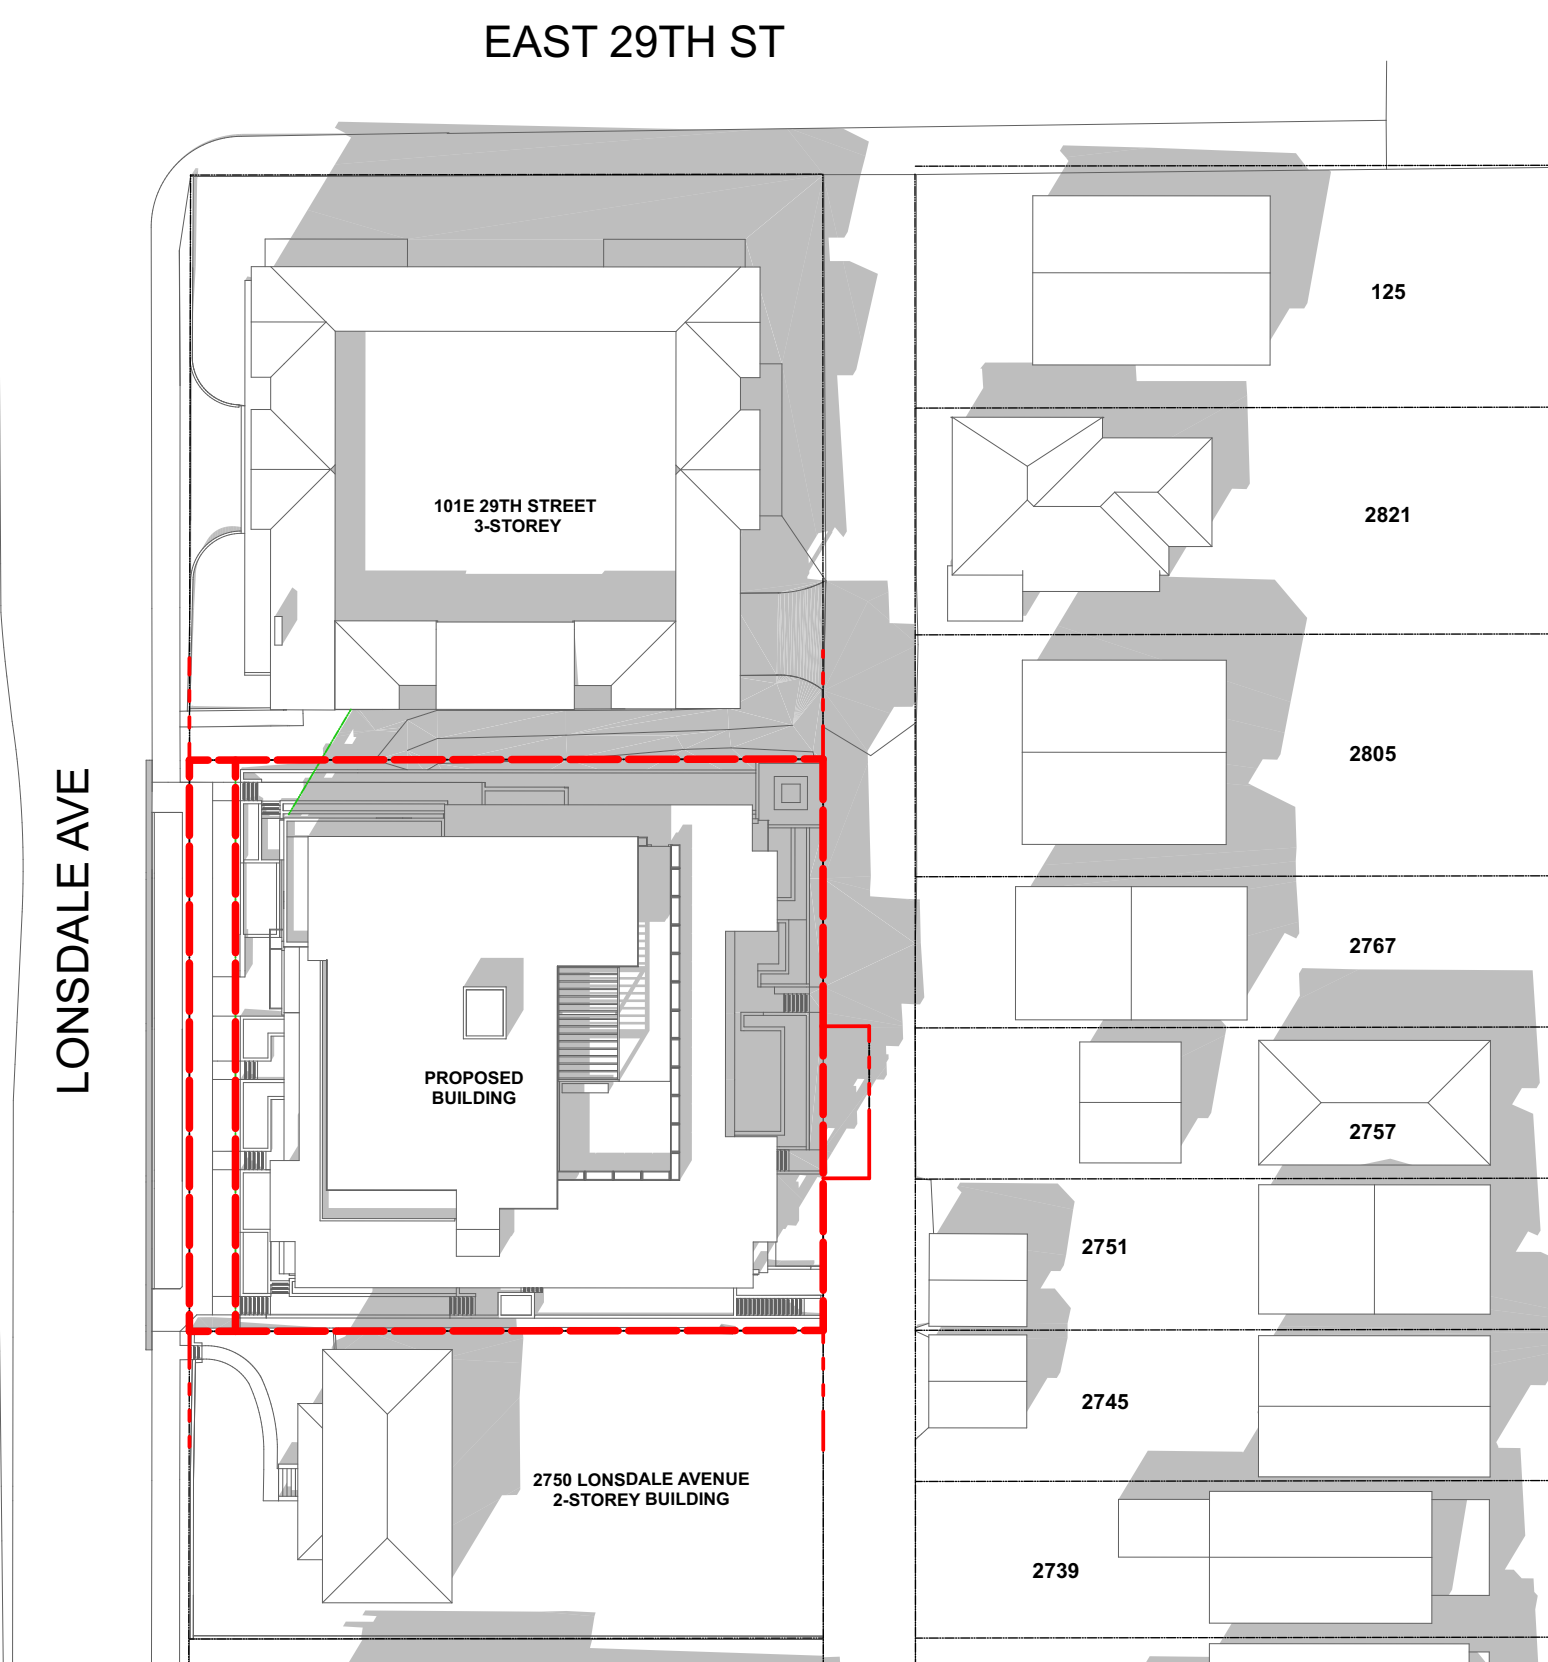 EAST 29TH ST
125
101E 29TH STREET
3-STOREY
2821
2805
LONSDALE AVE
2767
PROPOSED
BUILDING
2757
2751
2745
2750 LONSDALE AVENUE
2-STOREY BUILDING
2739